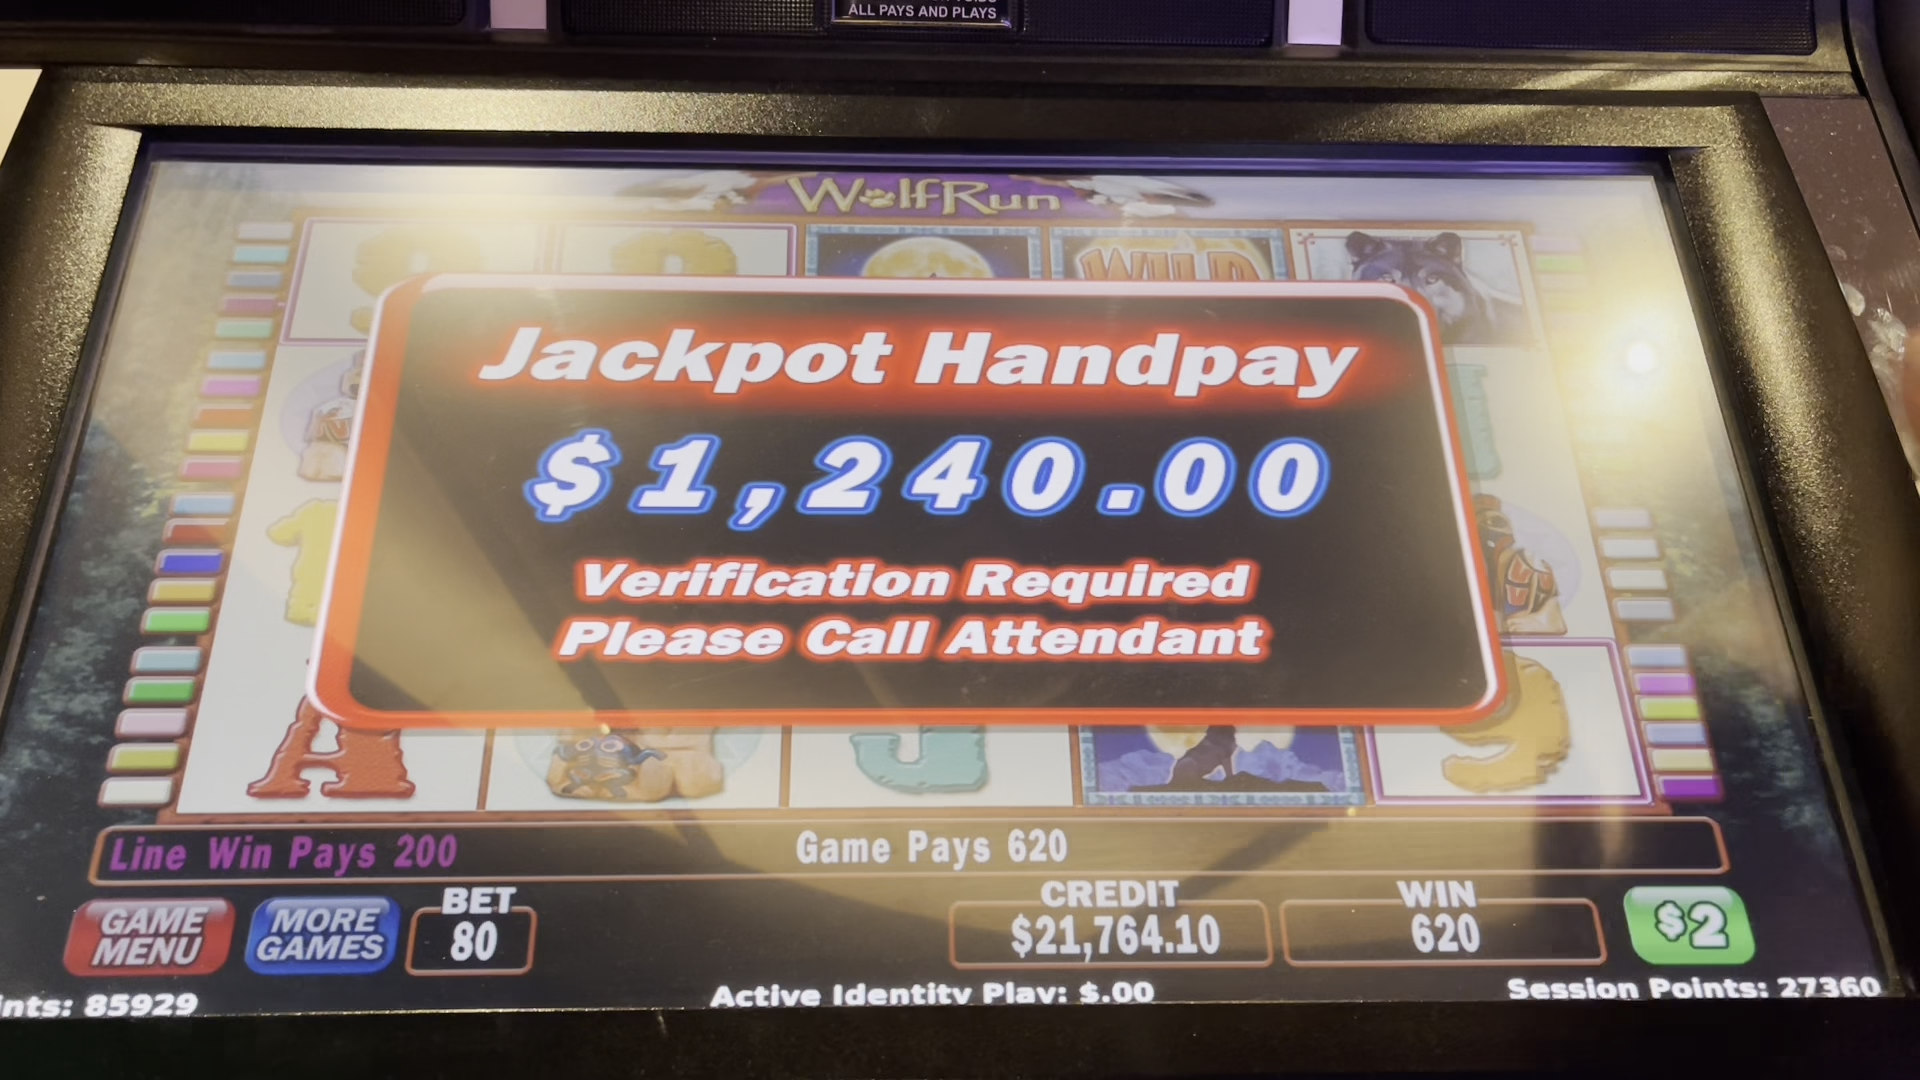 ALL PAYS AND PLAYS
WolfRun
WILD
Jackpot Handpay
$1,240.00
Verification Required
Please Call Attendant
A
J
9
Line Win Pays 200
Game Pays 620
GAME MENU
MORE GAMES
BET
80
CREDIT
$21,764.10
WIN
620
$2
nts: 85929
Active Identity Play: $.00
Session Points: 27360